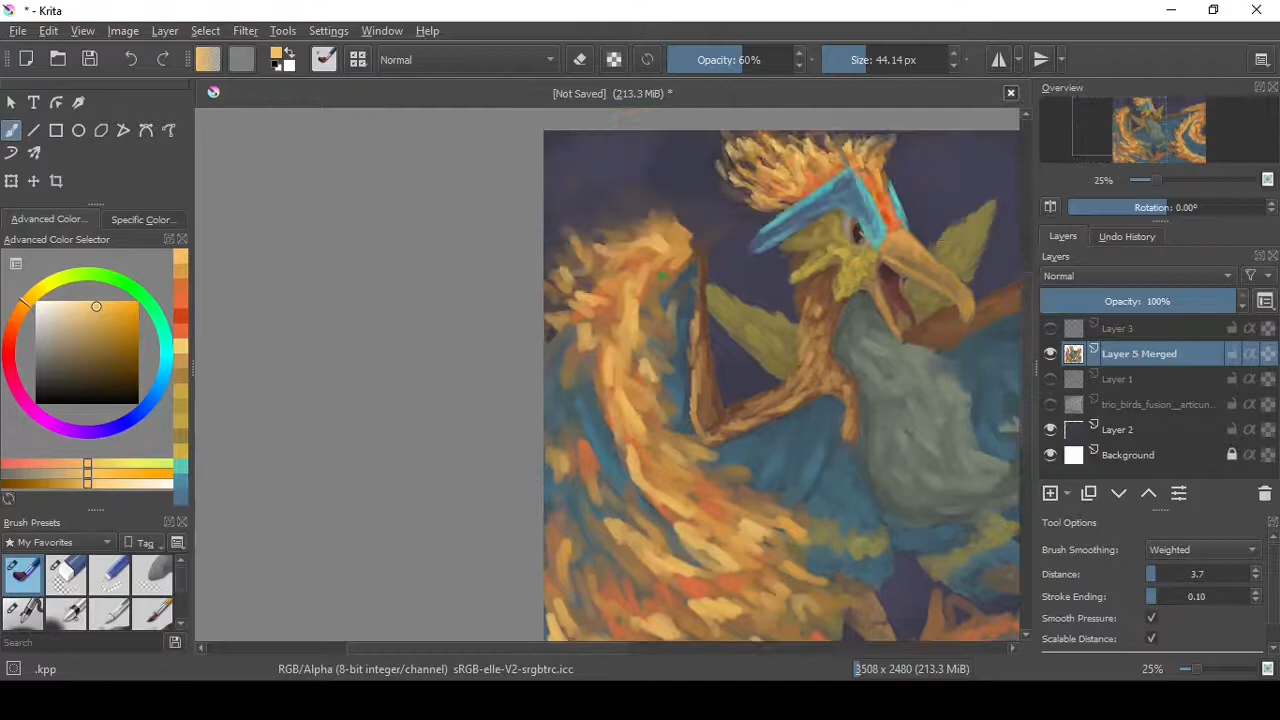 * - Krita
File Edit View Image Layer Select Filter Tools Settings Window Help
Normal Opacity: 60% Size: 44.14 px
[Not Saved] (213.3 MiB) *
Overview
25%
Rotation: 0.00°
Advanced Color... Specific Color...
Advanced Color Selector
Layers Undo History
Layers
Normal
Opacity: 100%
Layer 3
Layer 5 Merged
Layer 1
trio_birds_fusion__articun...
Layer 2
Background
Brush Presets
My Favorites Tag
Search
Tool Options
Brush Smoothing: Weighted
Distance: 3.7
Stroke Ending: 0.10
Smooth Pressure:
Scalable Distance:
.kpp RGB/Alpha (8-bit integer/channel) sRGB-elle-V2-srgbtrc.icc 3508 x 2480 (213.3 MiB) 25%